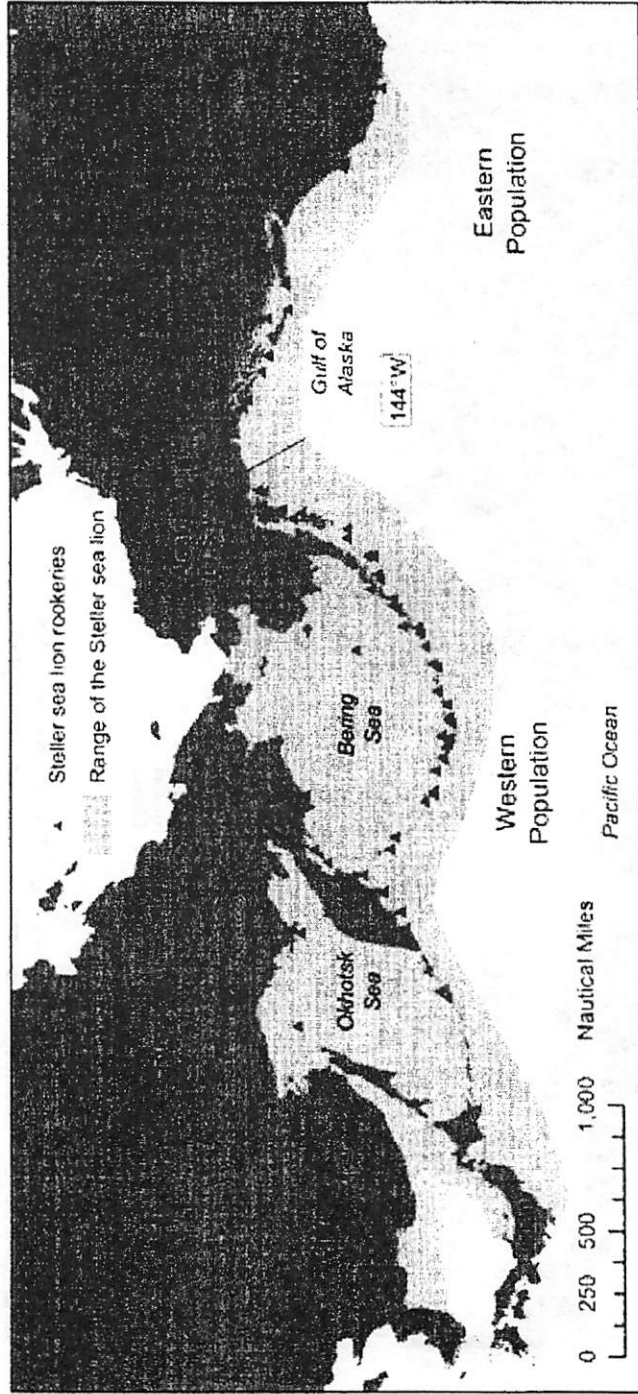 Steller sea lion rookeries
Range of the Steller sea lion
Okhotsk
Sea
Bering
Sea
Gulf of
Alaska
144°W
Western
Population
Eastern
Population
Pacific Ocean
0 250 500 1,000 Nautical Miles